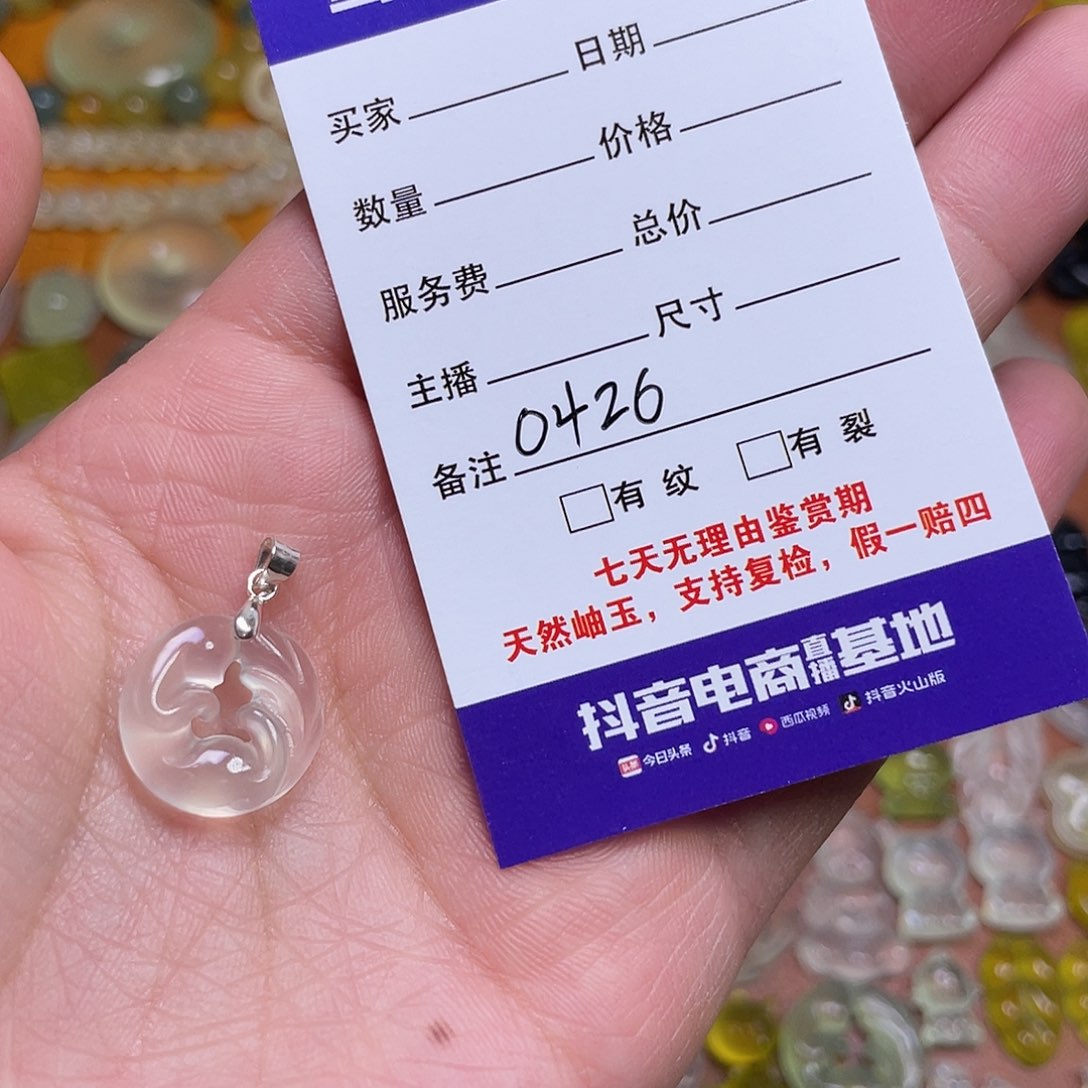 买家 日期
数量 价格
服务费 总价
主播 尺寸
备注 0426
有纹 有裂
七天无理由鉴赏期
天然岫玉，支持复检，假一赔四
抖音电商直播基地
头条 今日头条 抖音 西瓜视频 抖音火山版